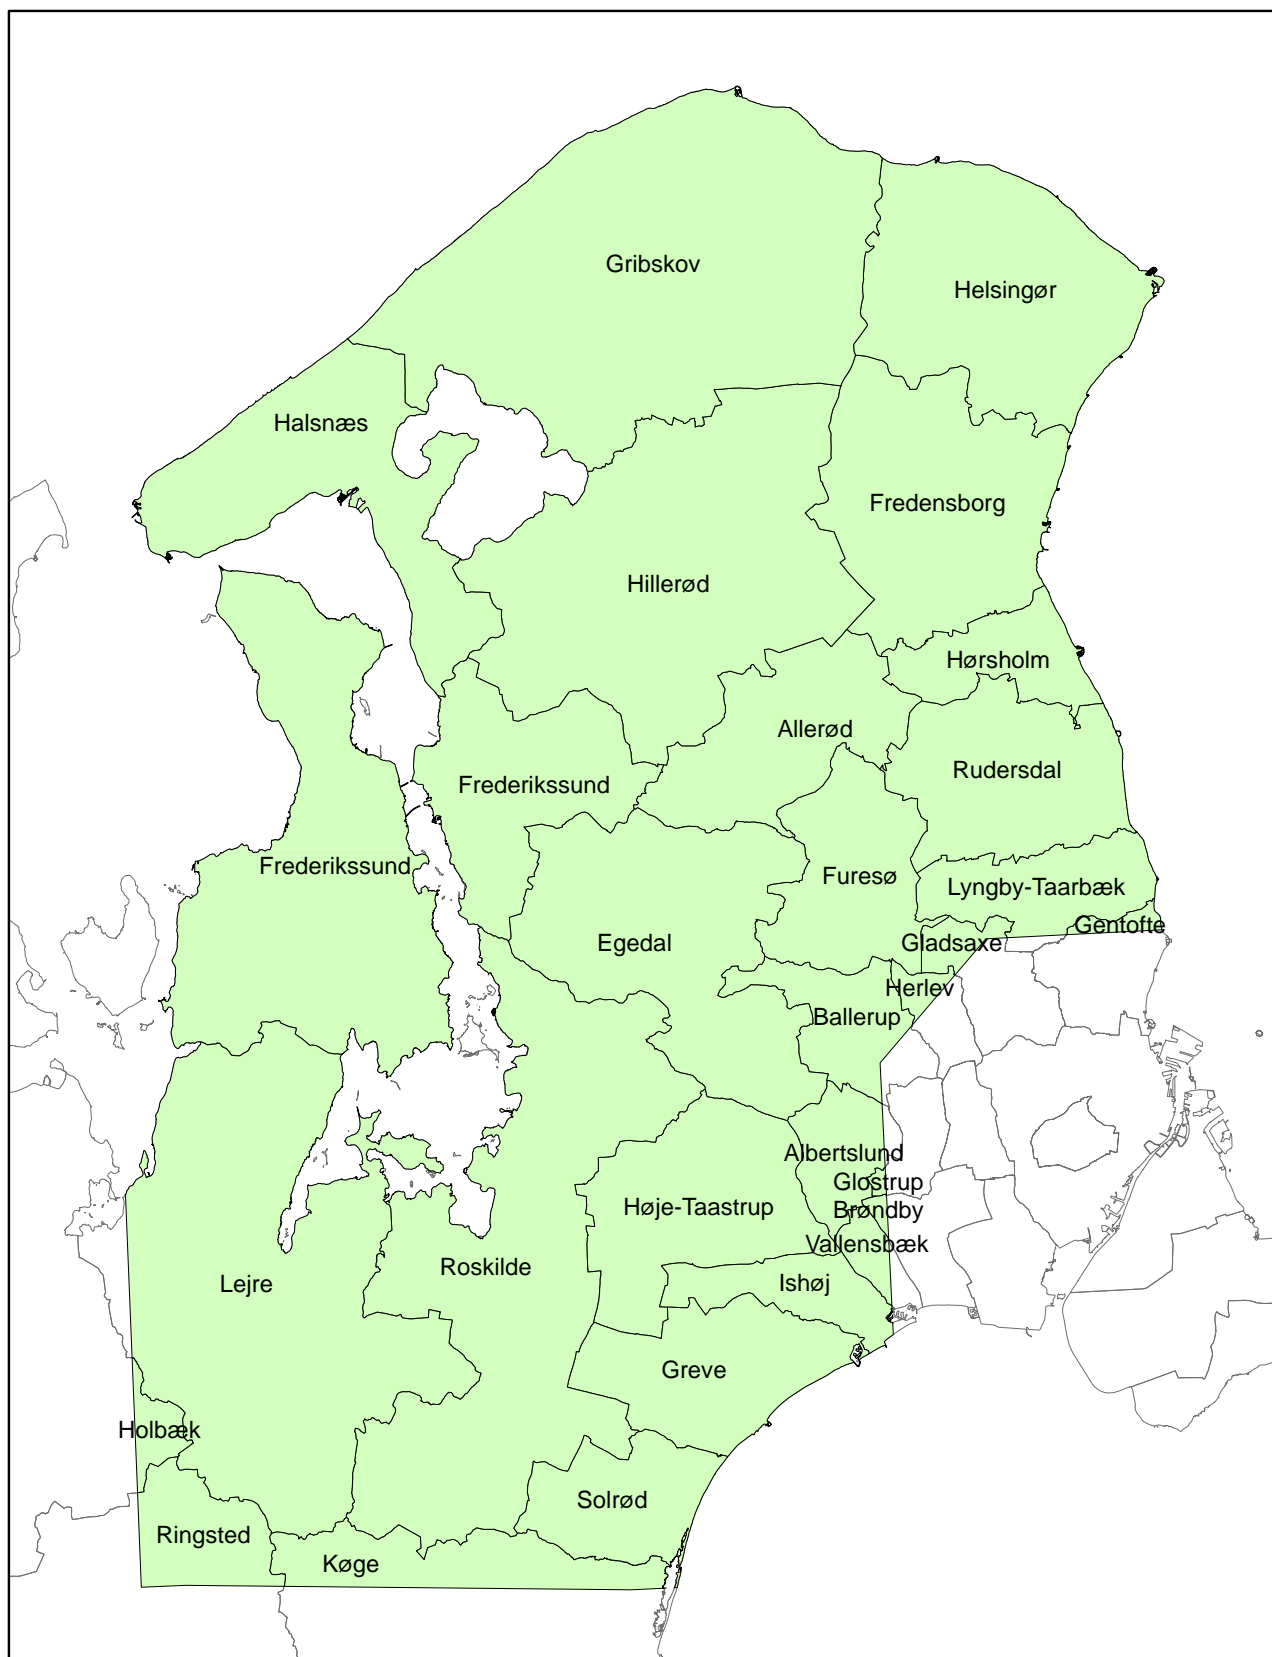 Gribskov
Helsingør
Halsnæs
Fredensborg
Hillerød
Hørsholm
Allerød
Rudersdal
Frederikssund
Frederikssund
Furesø
Lyngby-Taarbæk
Gentofte
Egedal
Gladsaxe
Herlev
Ballerup
Albertslund
Glostrup
Høje-Taastrup
Brøndby
Vallensbæk
Roskilde
Lejre
Ishøj
Greve
Holbæk
Solrød
Ringsted
Køge